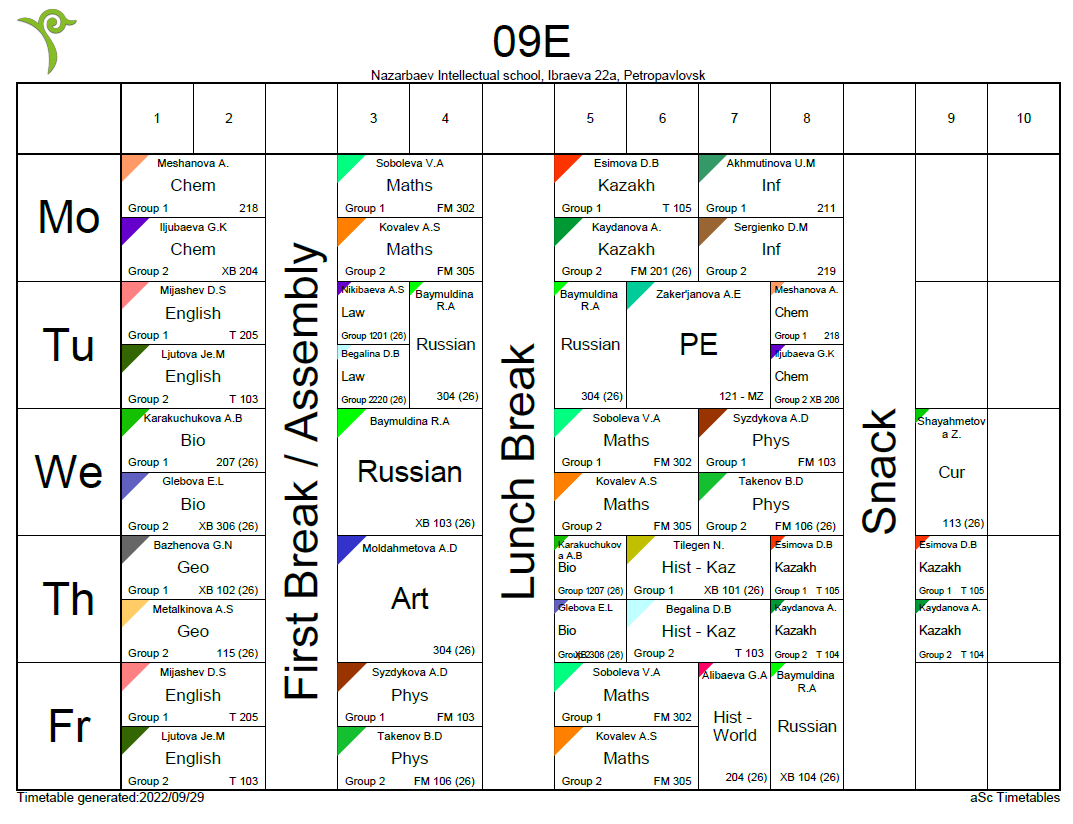 09E
Nazarbaev Intellectual school, Ibraeva 22a, Petropavlovsk
1 2 3 4 5 6 7 8 9 10
First Break / Assembly
Lunch Break
Snack
Mo
Meshanova A.
Chem
Group 1 218
Iljubaeva G.K
Chem
Group 2 XB 204
Soboleva V.A
Maths
Group 1 FM 302
Kovalev A.S
Maths
Group 2 FM 305
Esimova D.B
Kazakh
Group 1 T 105
Kaydanova A.
Kazakh
Group 2 FM 201 (26)
Akhmutinova U.M
Inf
Group 1 211
Sergienko D.M
Inf
Group 2 219
Tu
Mijashev D.S
English
Group 1 T 205
Ljutova Je.M
English
Group 2 T 103
Nikibaeva A.S
Law
Group 1201 (26)
Begalina D.B
Law
Group 2220 (26)
Baymuldina
R.A
Russian
304 (26)
Baymuldina
R.A
Russian
304 (26)
Zaker'janova A.E
PE
121 - MZ
Meshanova A.
Chem
Group 1 218
Iljubaeva G.K
Chem
Group 2 XB 206
We
Karakuchukova A.B
Bio
Group 1 207 (26)
Glebova E.L
Bio
Group 2 XB 306 (26)
Baymuldina R.A
Russian
XB 103 (26)
Soboleva V.A
Maths
Group 1 FM 302
Kovalev A.S
Maths
Group 2 FM 305
Syzdykova A.D
Phys
Group 1 FM 103
Takenov B.D
Phys
Group 2 FM 106 (26)
Shayahmetov
a Z.
Cur
113 (26)
Th
Bazhenova G.N
Geo
Group 1 XB 102 (26)
Metalkinova A.S
Geo
Group 2 115 (26)
Moldahmetova A.D
Art
304 (26)
Karakuchukov
a A.B
Bio
Group 1207 (26)
Glebova E.L
Bio
Group 2XB 306 (26)
Tilegen N.
Hist - Kaz
Group 1 XB 101 (26)
Begalina D.B
Hist - Kaz
Group 2 T 103
Esimova D.B
Kazakh
Group 1 T 105
Kaydanova A.
Kazakh
Group 2 T 104
Esimova D.B
Kazakh
Group 1 T 105
Kaydanova A.
Kazakh
Group 2 T 104
Fr
Mijashev D.S
English
Group 1 T 205
Ljutova Je.M
English
Group 2 T 103
Syzdykova A.D
Phys
Group 1 FM 103
Takenov B.D
Phys
Group 2 FM 106 (26)
Soboleva V.A
Maths
Group 1 FM 302
Kovalev A.S
Maths
Group 2 FM 305
Alibaeva G.A
Hist -
World
204 (26)
Baymuldina
R.A
Russian
XB 104 (26)
Timetable generated:2022/09/29
aSc Timetables